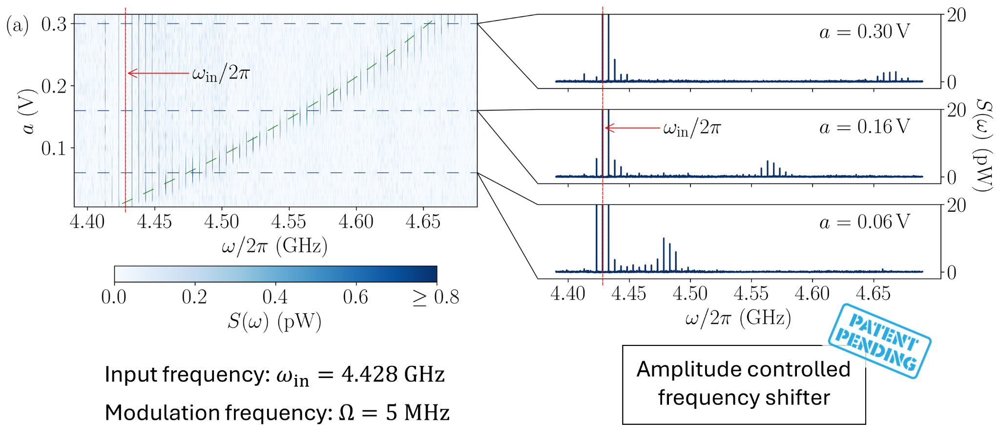 (a)
0.3
0.2
0.1
a (V)
ω_in/2π
4.40 4.45 4.50 4.55 4.60 4.65
ω/2π (GHz)
0.0 0.2 0.4 0.6 ≥ 0.8
S(ω) (pW)
a = 0.30 V
20
0
ω_in/2π
a = 0.16 V
20
0
a = 0.06 V
20
0
S(ω) (pW)
4.40 4.45 4.50 4.55 4.60 4.65
ω/2π (GHz)
PATENT
PENDING
Input frequency: ω_in = 4.428 GHz
Modulation frequency: Ω = 5 MHz
Amplitude controlled
frequency shifter